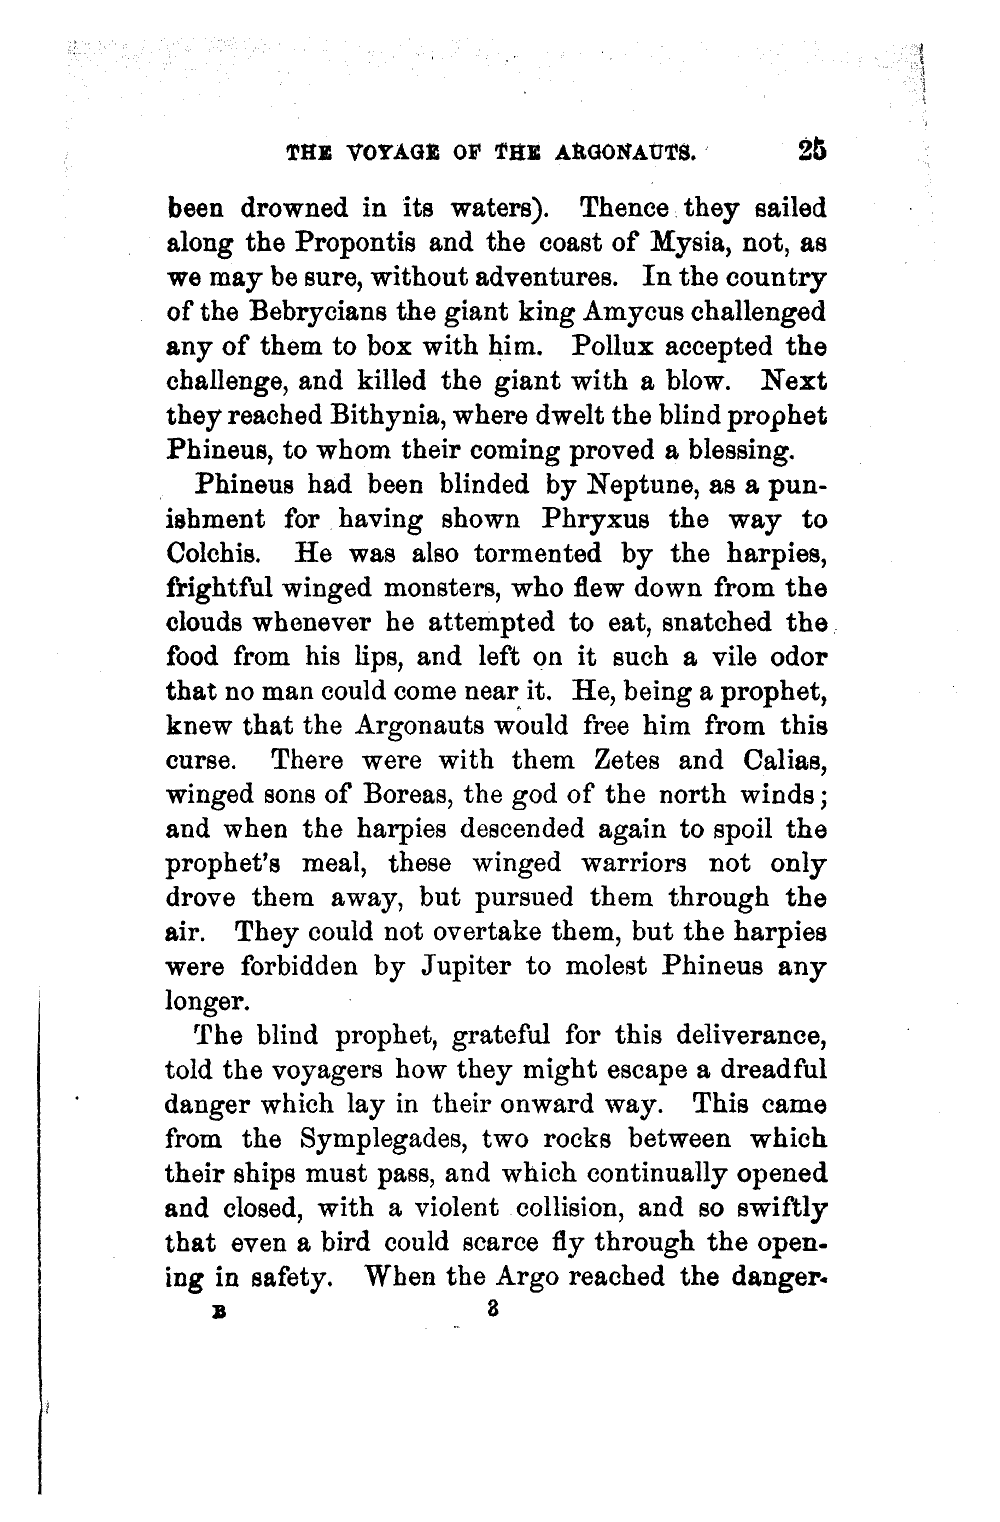 THE VOYAGE OF THE ARGONAUTS. 25
been drowned in its waters). Thence they sailed
along the Propontis and the coast of Mysia, not, as
we may be sure, without adventures. In the country
of the Bebrycians the giant king Amycus challenged
any of them to box with him. Pollux accepted the
challenge, and killed the giant with a blow. Next
they reached Bithynia, where dwelt the blind prophet
Phineus, to whom their coming proved a blessing.
Phineus had been blinded by Neptune, as a pun-
ishment for having shown Phryxus the way to
Colchis. He was also tormented by the harpies,
frightful winged monsters, who flew down from the
clouds whenever he attempted to eat, snatched the
food from his lips, and left on it such a vile odor
that no man could come near it. He, being a prophet,
knew that the Argonauts would free him from this
curse. There were with them Zetes and Calias,
winged sons of Boreas, the god of the north winds;
and when the harpies descended again to spoil the
prophet's meal, these winged warriors not only
drove them away, but pursued them through the
air. They could not overtake them, but the harpies
were forbidden by Jupiter to molest Phineus any
longer.
The blind prophet, grateful for this deliverance,
told the voyagers how they might escape a dreadful
danger which lay in their onward way. This came
from the Symplegades, two rocks between which
their ships must pass, and which continually opened
and closed, with a violent collision, and so swiftly
that even a bird could scarce fly through the open-
ing in safety. When the Argo reached the danger-
B 3